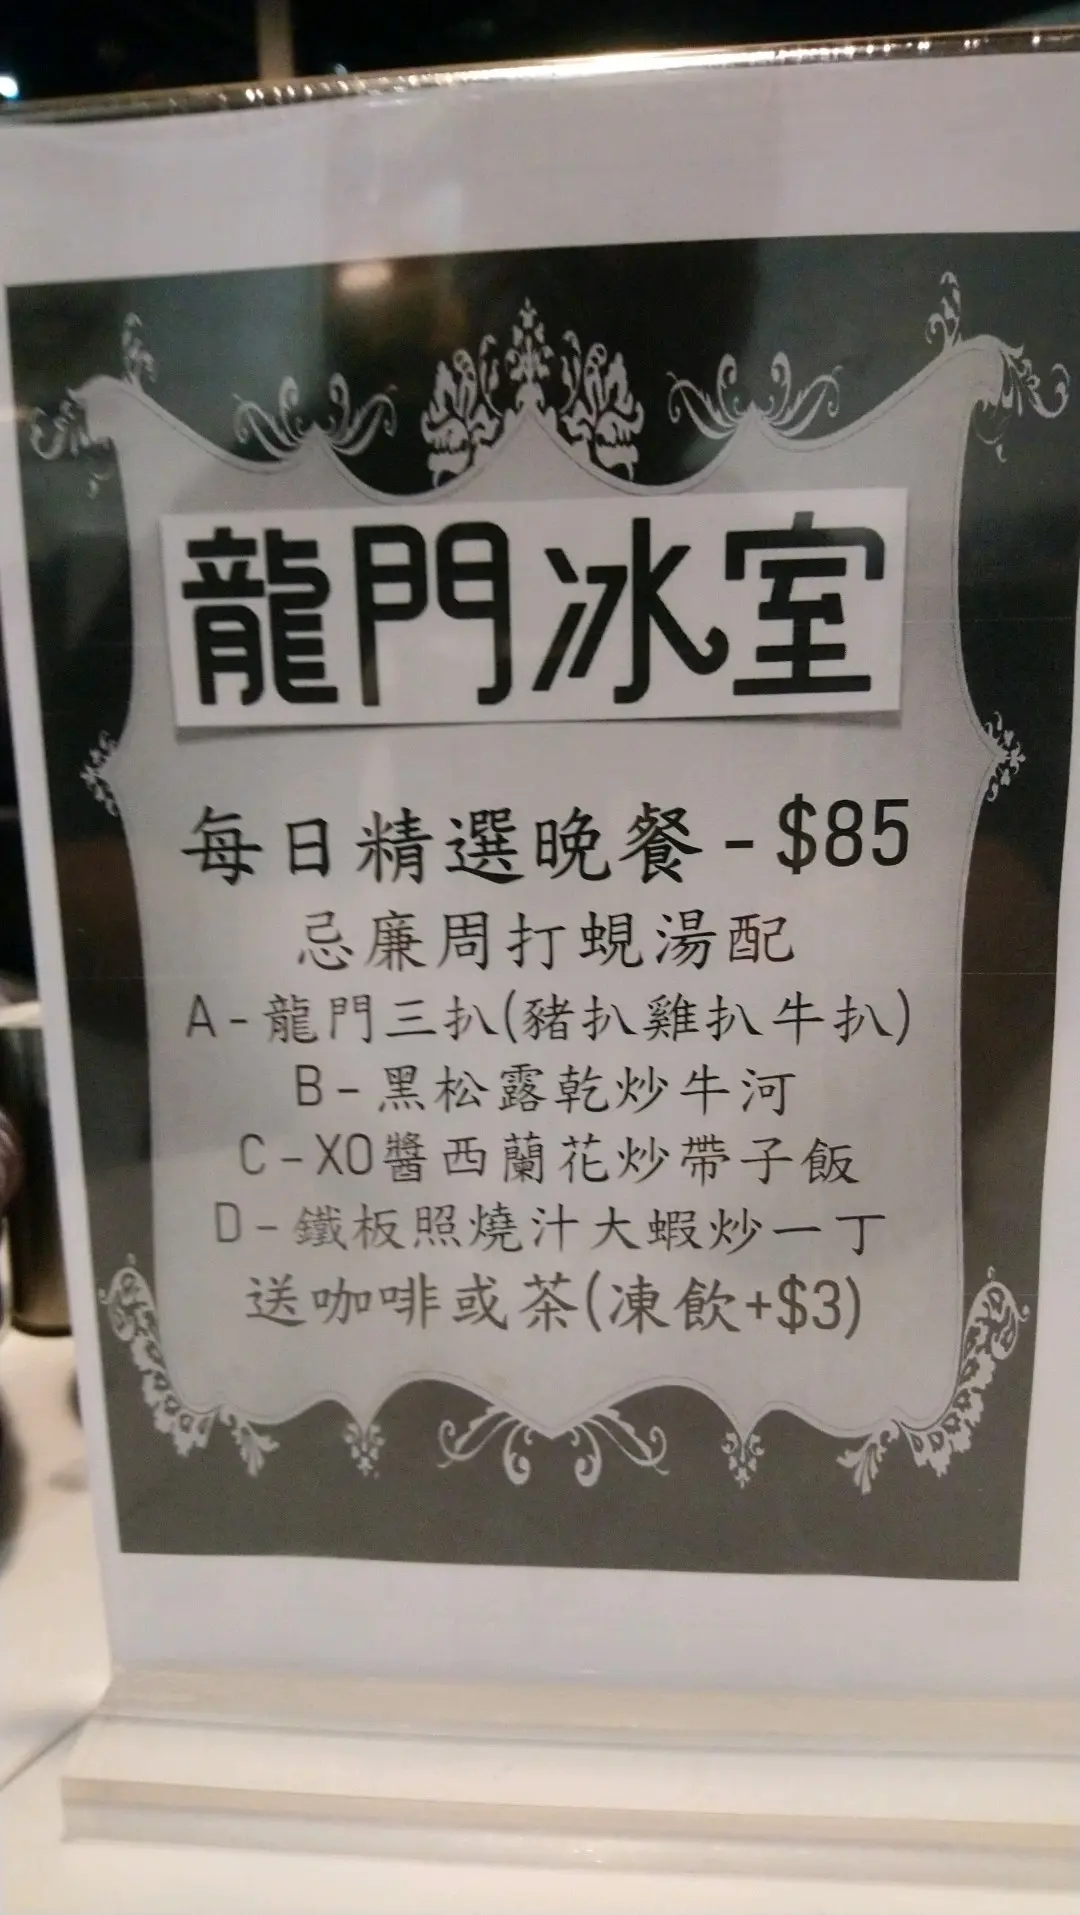 龍門冰室
每日精選晚餐-$85
忌廉周打蜆湯配
A-龍門三扒(豬扒雞扒牛扒)
B-黑松露乾炒牛河
C-XO醬西蘭花炒帶子飯
D-鐵板照燒汁大蝦炒一丁
送咖啡或茶(凍飲+$3)